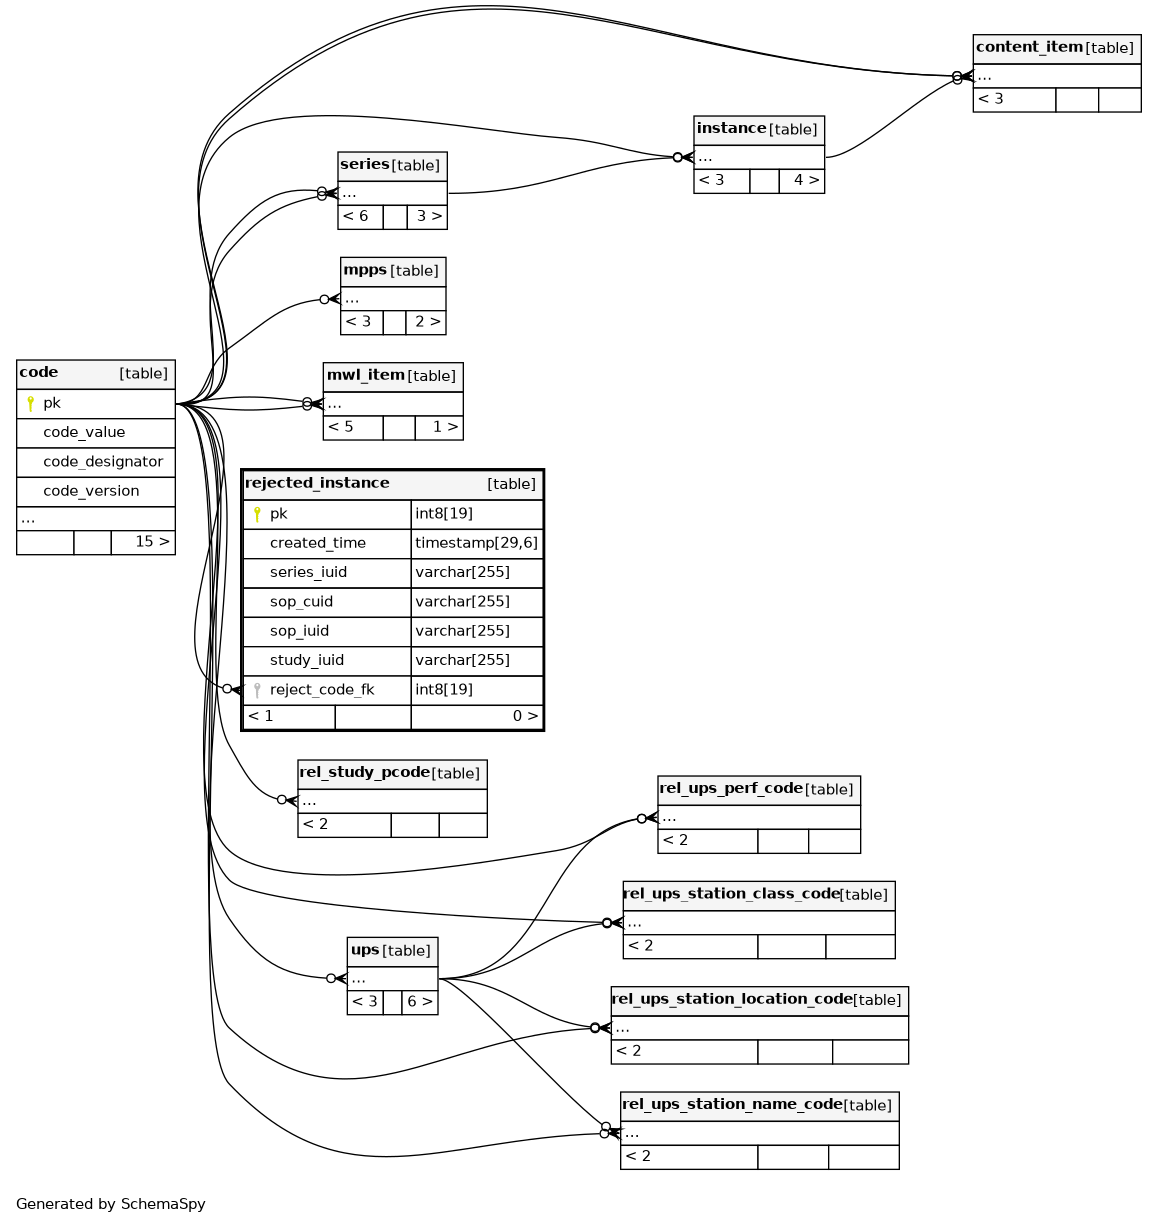 content_item [table]
...
< 3
instance [table]
...
< 3 4 >
series [table]
...
< 6 3 >
mpps [table]
...
< 3 2 >
code [table]
pk
code_value
code_designator
code_version
...
15 >
mwl_item [table]
...
< 5 1 >
rejected_instance [table]
pk int8[19]
created_time timestamp[29,6]
series_iuid varchar[255]
sop_cuid varchar[255]
sop_iuid varchar[255]
study_iuid varchar[255]
reject_code_fk int8[19]
< 1 0 >
rel_study_pcode [table]
...
< 2
rel_ups_perf_code [table]
...
< 2
rel_ups_station_class_code [table]
...
< 2
ups [table]
...
< 3 6 >
rel_ups_station_location_code [table]
...
< 2
rel_ups_station_name_code [table]
...
< 2
Generated by SchemaSpy